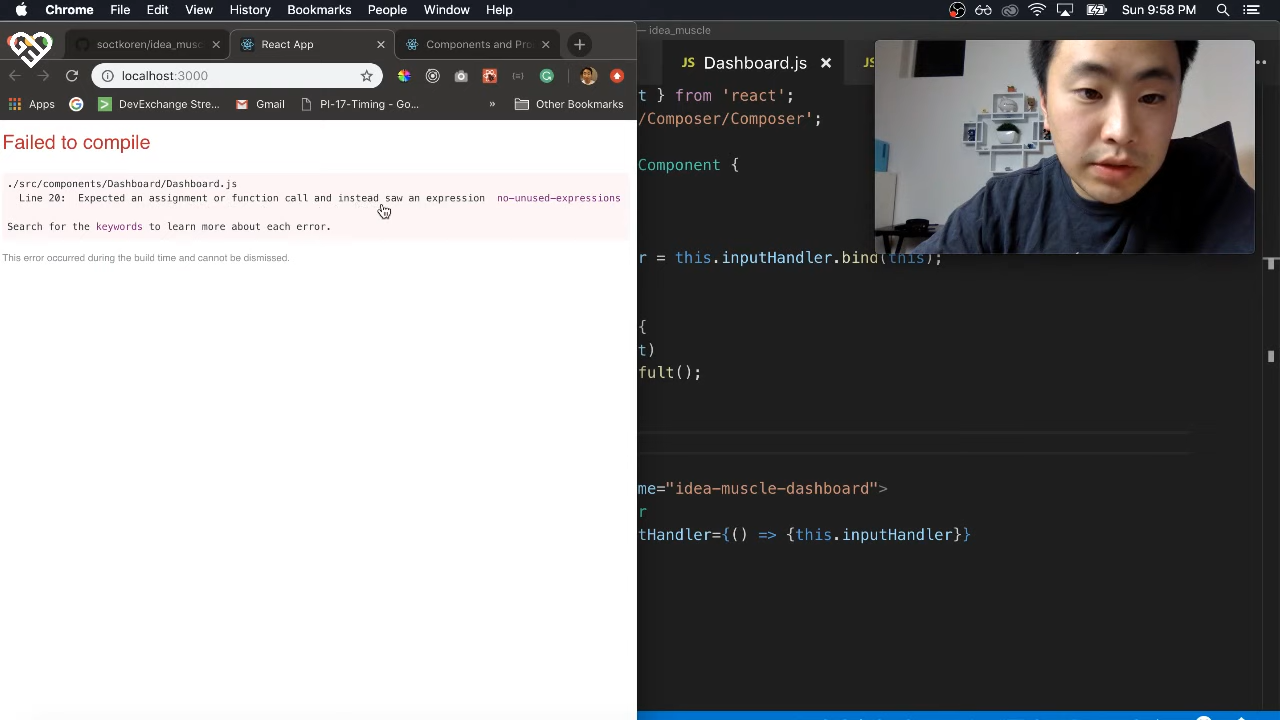 Chrome File Edit View History Bookmarks People Window Help Sun 9:58 PM
soctkoren/idea_musc × React App × Components and Pro × +
— idea_muscle
localhost:3000
Apps DevExchange Stre... Gmail PI-17-Timing - Go... » Other Bookmarks
Failed to compile
./src/components/Dashboard/Dashboard.js
Line 20: Expected an assignment or function call and instead saw an expression no-unused-expressions
Search for the keywords to learn more about each error.
This error occurred during the build time and cannot be dismissed.
JS Dashboard.js × JS
t } from 'react';
/Composer/Composer';
Component {
r = this.inputHandler.bind(this);
{
t)
fult();
me="idea-muscle-dashboard">
r
tHandler={() => {this.inputHandler}}